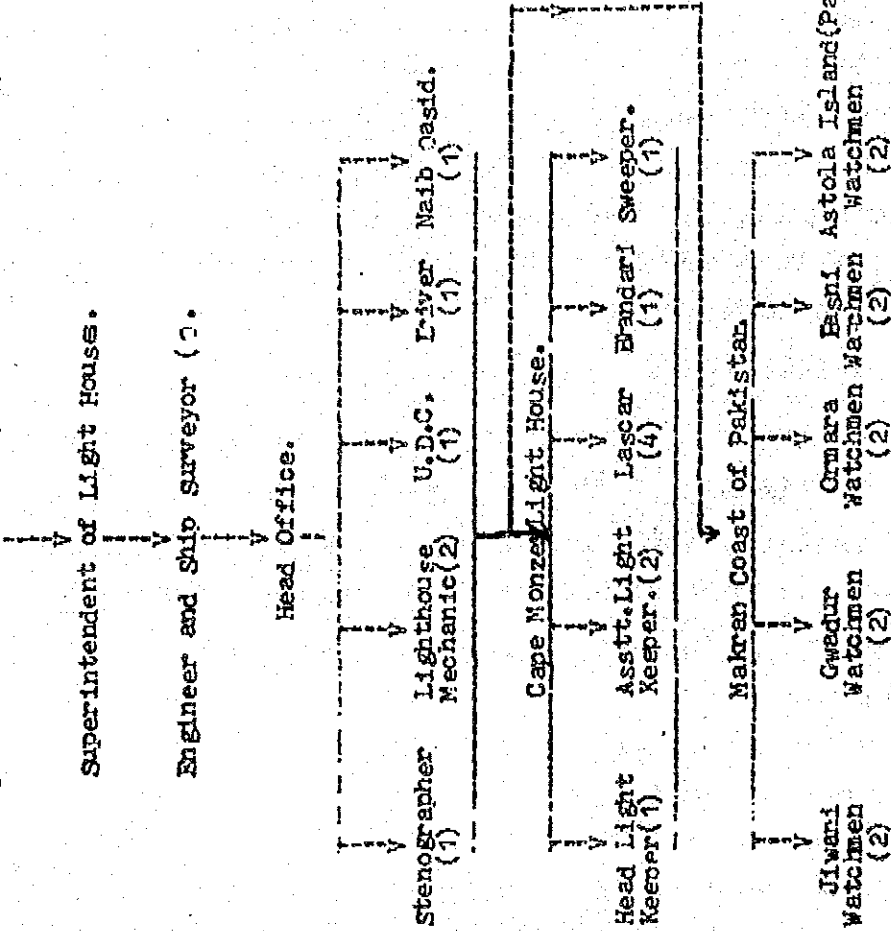 Superintendent of Light House.
Engineer and Ship surveyor
Head Office.
Stenographer Lighthouse U.D.C. Driver Naib Qasid.
(1) Mechanic(2) (1) (1) (1)
Cape Monze Light House.
Head Light Asstt.Light Lascar Bhandari Sweeper.
Keeper(1) Keeper.(2) (4) (1) (1)
Makran Coast of Pakistan.
Jiwani Gwadur Ormara Pasni Astola Island
Watchmen Watchmen Watchmen Watchmen Watchmen
(2) (2) (2) (2) (2)